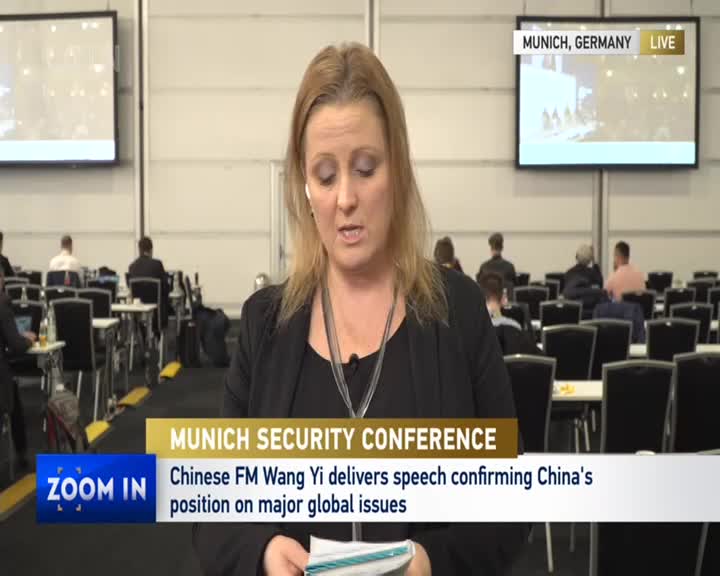 MUNICH, GERMANY LIVE
MUNICH SECURITY CONFERENCE
ZOOM IN
Chinese FM Wang Yi delivers speech confirming China's
position on major global issues